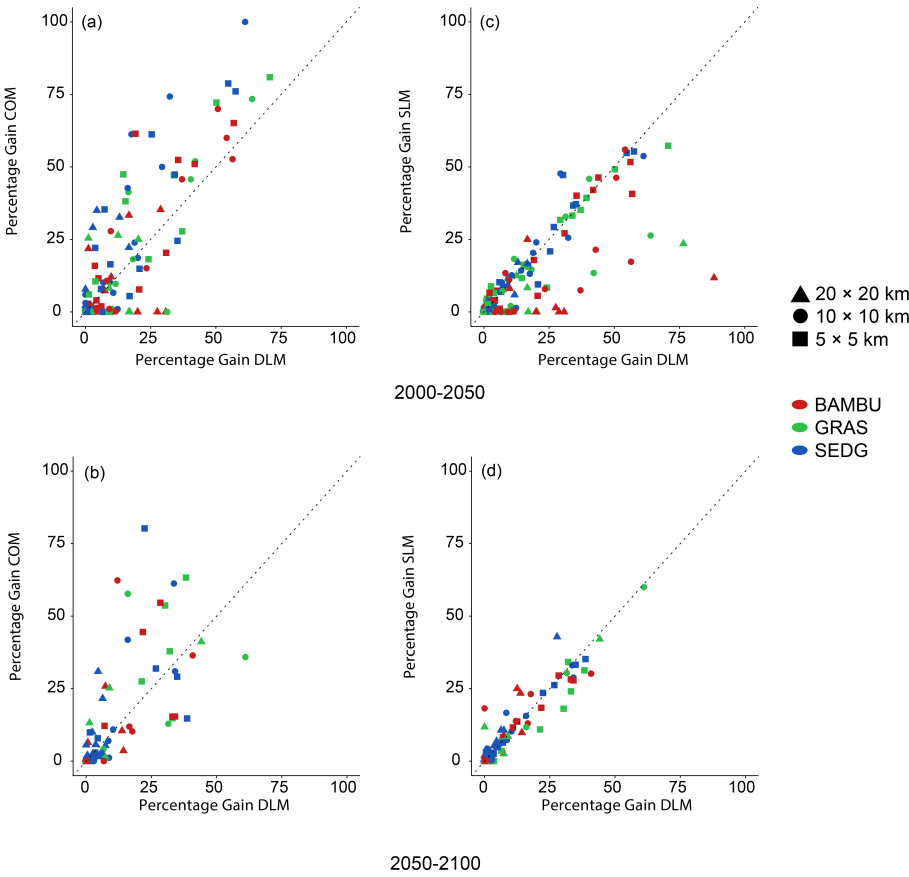 (a)
100
75
50
25
0
Percentage Gain COM
0 25 50 75 100
Percentage Gain DLM
(c)
100
75
50
25
0
Percentage Gain SLM
0 25 50 75 100
Percentage Gain DLM
2000-2050
20 × 20 km
10 × 10 km
5 × 5 km
BAMBU
GRAS
SEDG
(b)
100
75
50
25
0
Percentage Gain COM
0 25 50 75 100
Percentage Gain DLM
(d)
100
75
50
25
0
Percentage Gain SLM
0 25 50 75 100
Percentage Gain DLM
2050-2100